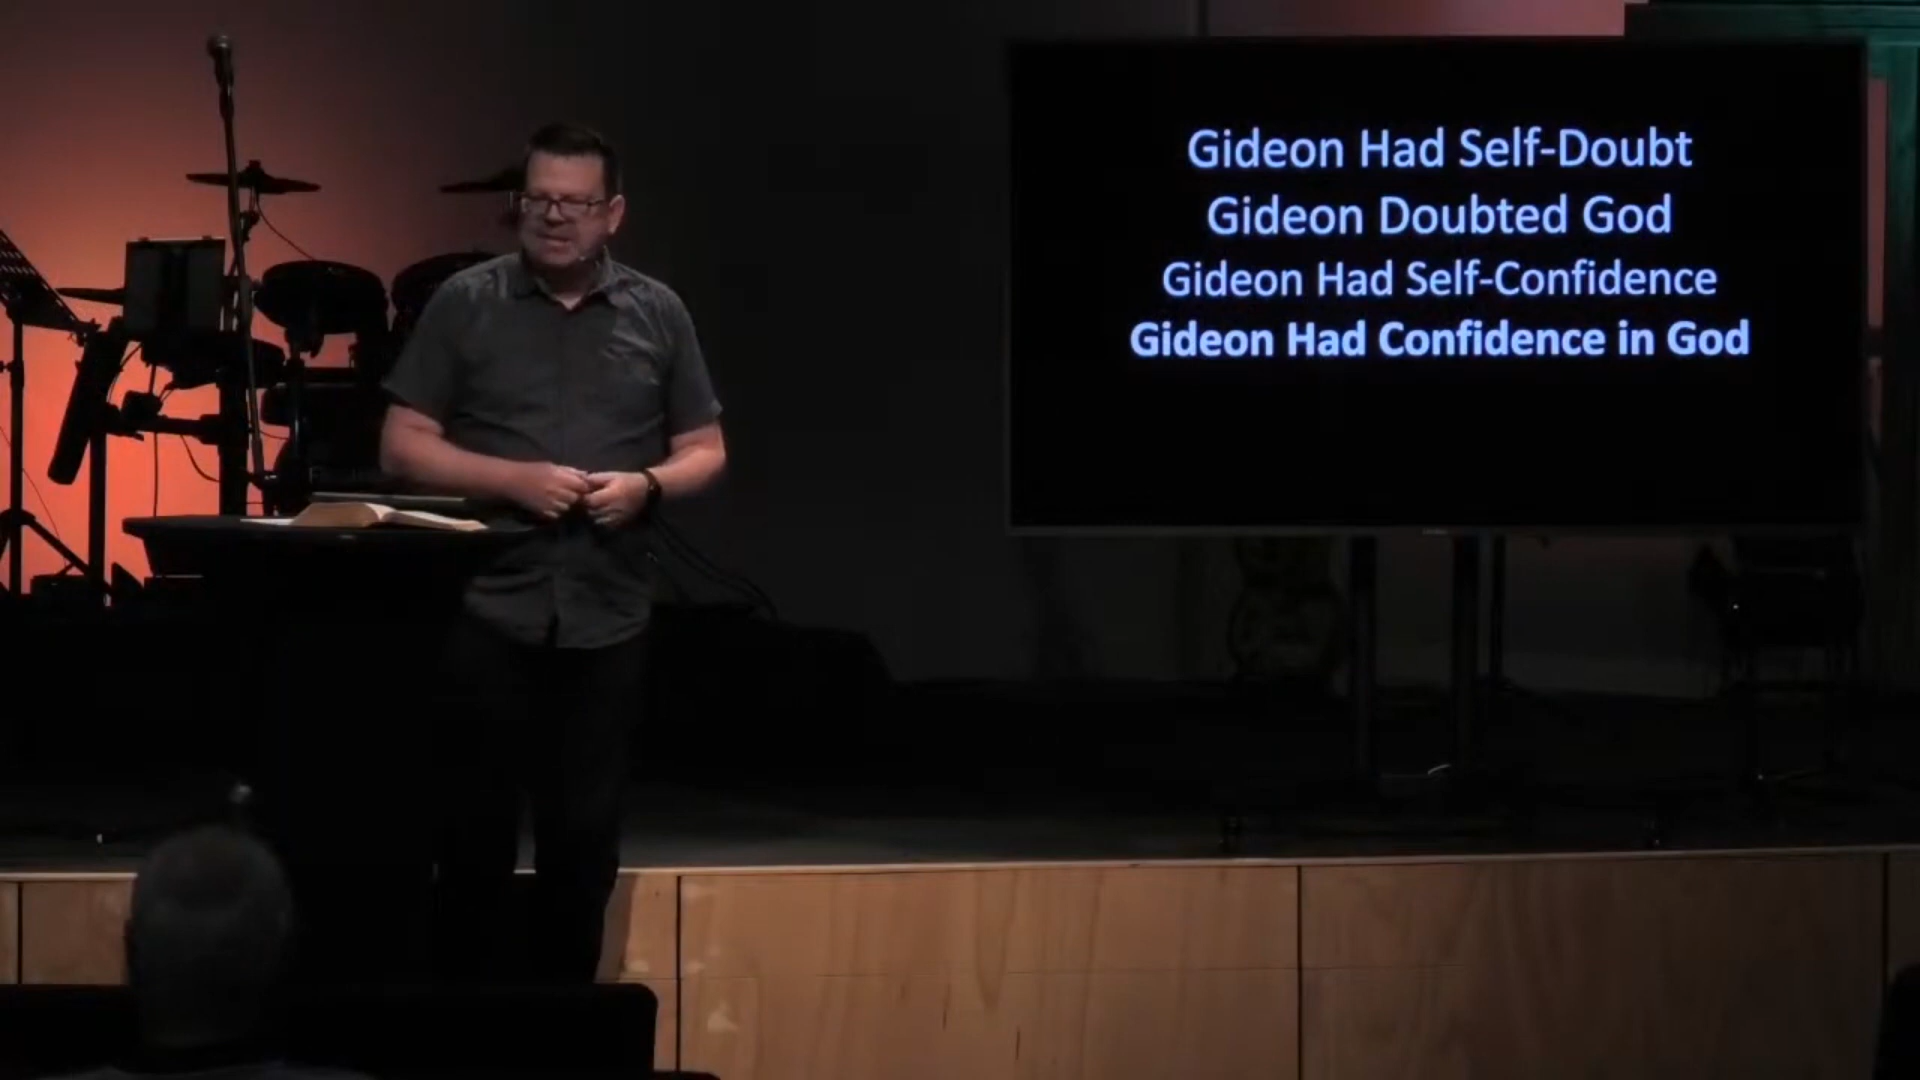 Gideon Had Self-Doubt
Gideon Doubted God
Gideon Had Self-Confidence
Gideon Had Confidence in God